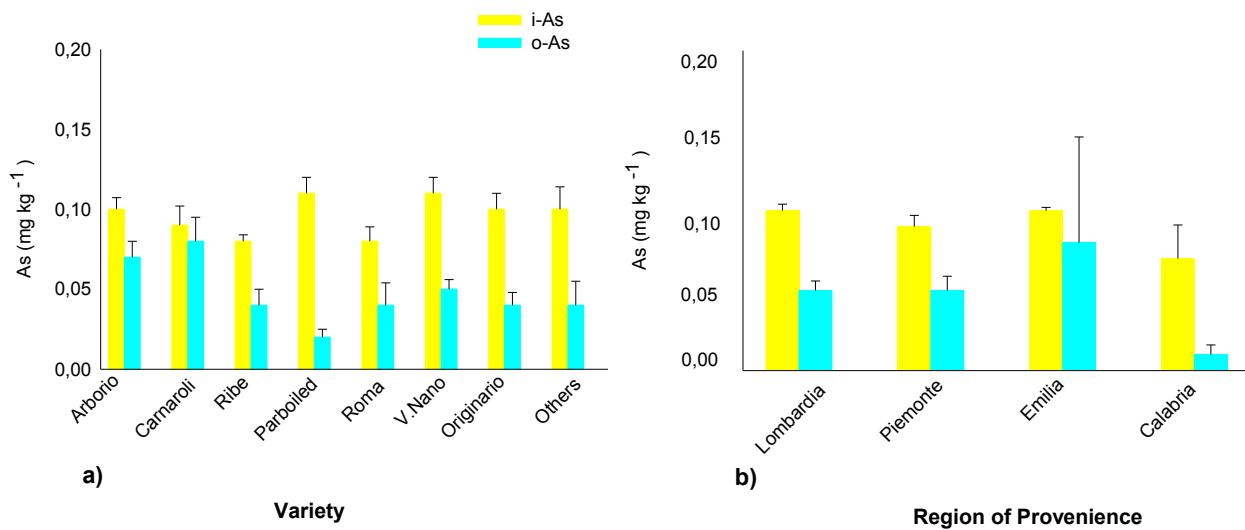 i-As
o-As
0,20
0,15
0,10
0,05
0,00
As (mg kg -1 )
Arborio
Carnaroli
Ribe
Parboiled
Roma
V.Nano
Originario
Others
a)
Variety
0,20
0,15
0,10
0,05
0,00
As (mg kg -1 )
Lombardia
Piemonte
Emilia
Calabria
b)
Region of Provenience